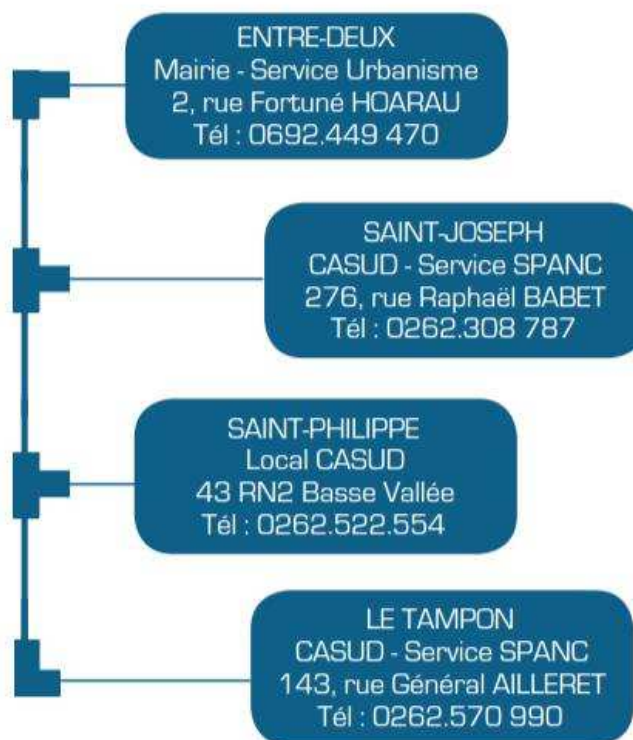 ENTRE-DEUX
Mairie - Service Urbanisme
2, rue Fortuné HOARAU
Tél : 0692.449 470
SAINT-JOSEPH
CASUD - Service SPANC
276, rue Raphaël BABET
Tél : 0262.308 787
SAINT-PHILIPPE
Local CASUD
43 RN2 Basse Vallée
Tél : 0262.522.554
LE TAMPON
CASUD - Service SPANC
143, rue Général AILLERET
Tél : 0262.570 990